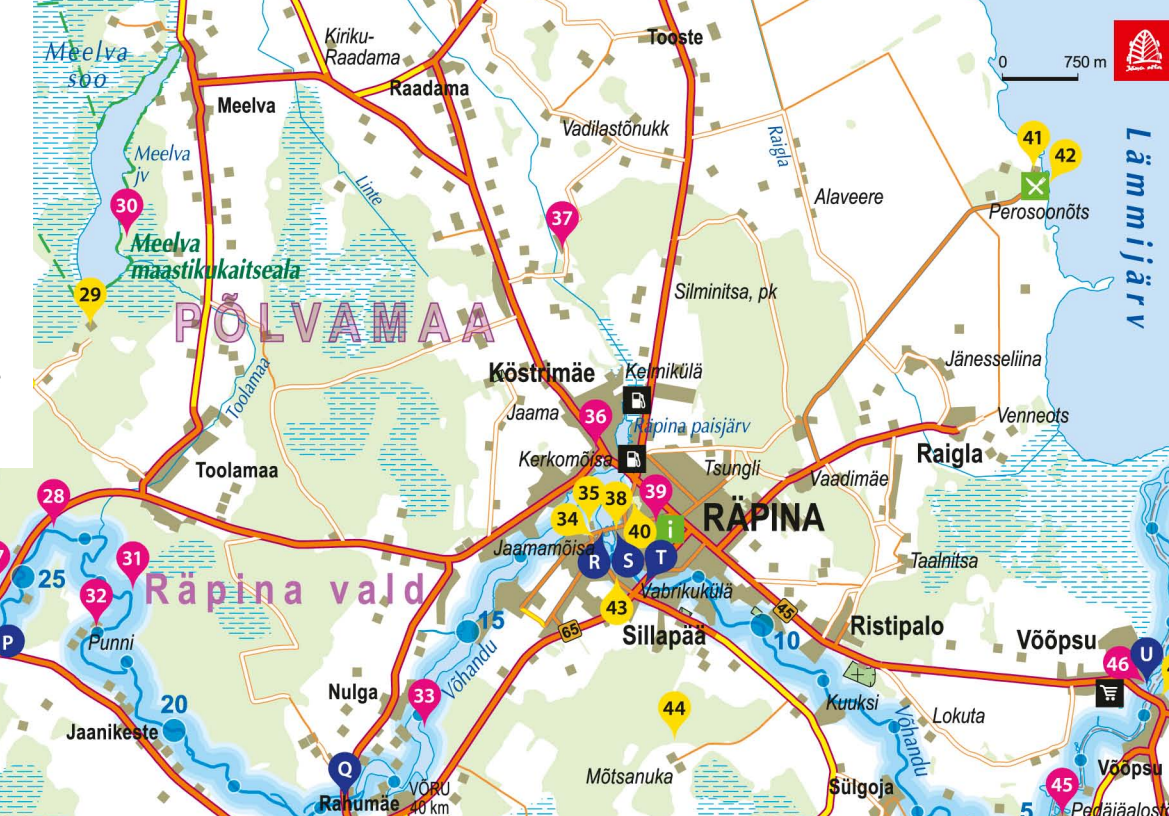 Meelva
soo
Kiriku-
Raadama
Tooste
0
750 m
Raadama
Meelva
Vadilastõnukk
Raigla
Lämmijärv
41
42
Meelva
jv
Linte
Alaveere
30
37
Perosoonõts
Meelva
maastikukaitseala
29
Silminitsa, pk
PÕLVAMAA
Jänesseliina
Köstrimäe
Kelmikülä
Toolamaa
Jaama
36
Räpina paisjärv
Venneots
Kerkomõisa
Tsungli
Raigla
Toolamaa
Vaadimäe
28
35
38
39
34
40
i
RÄPINA
Jaamamõisa
R
S
T
Taalnitsa
7
31
25
32
Räpina vald
Vabrikukülä
43
45
P
Punni
15
65
Sillapää
10
Ristipalo
Võõpsu
U
46
Võhandu
Nulga
33
20
44
Kuuksi
Võhandu
Lokuta
Jaanikeste
Q
Mõtsanuka
Võõpsu
VÕRU
40 km
Rahumäe
Sülgoja
45
5
Pedäjäalostõ